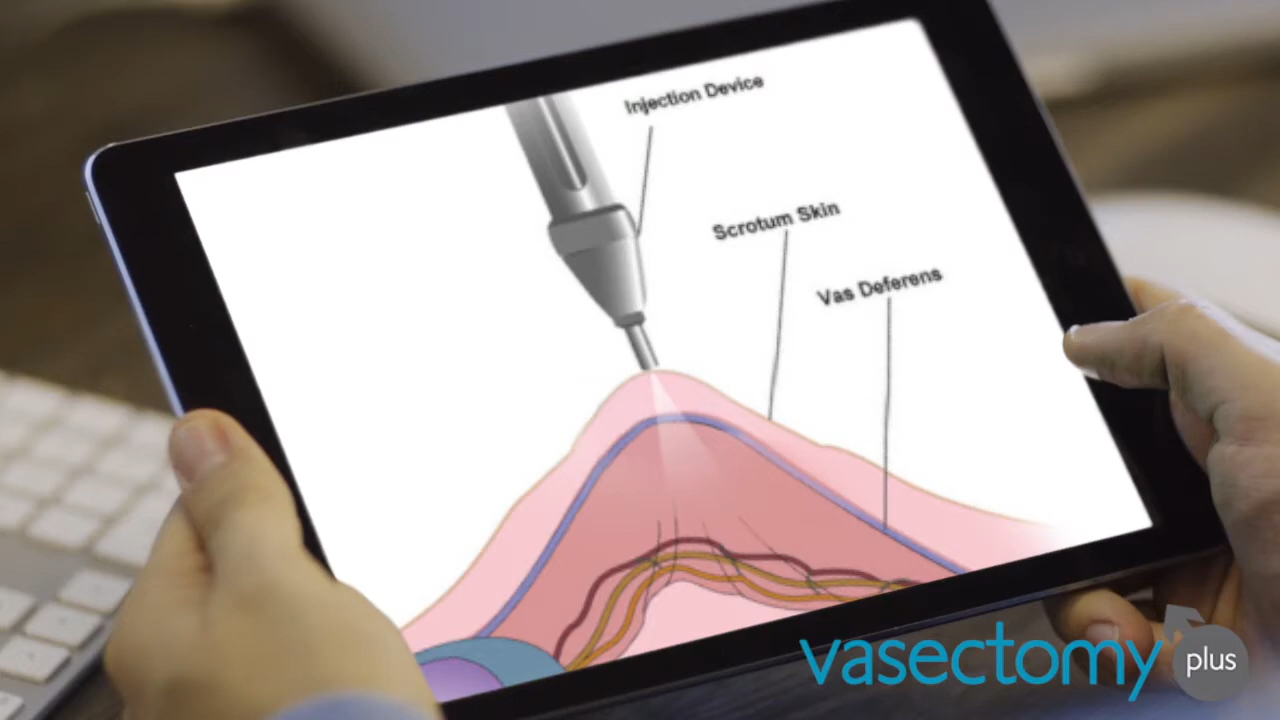 Injection Device
Scrotum Skin
Vas Deferens
vasectomy plus